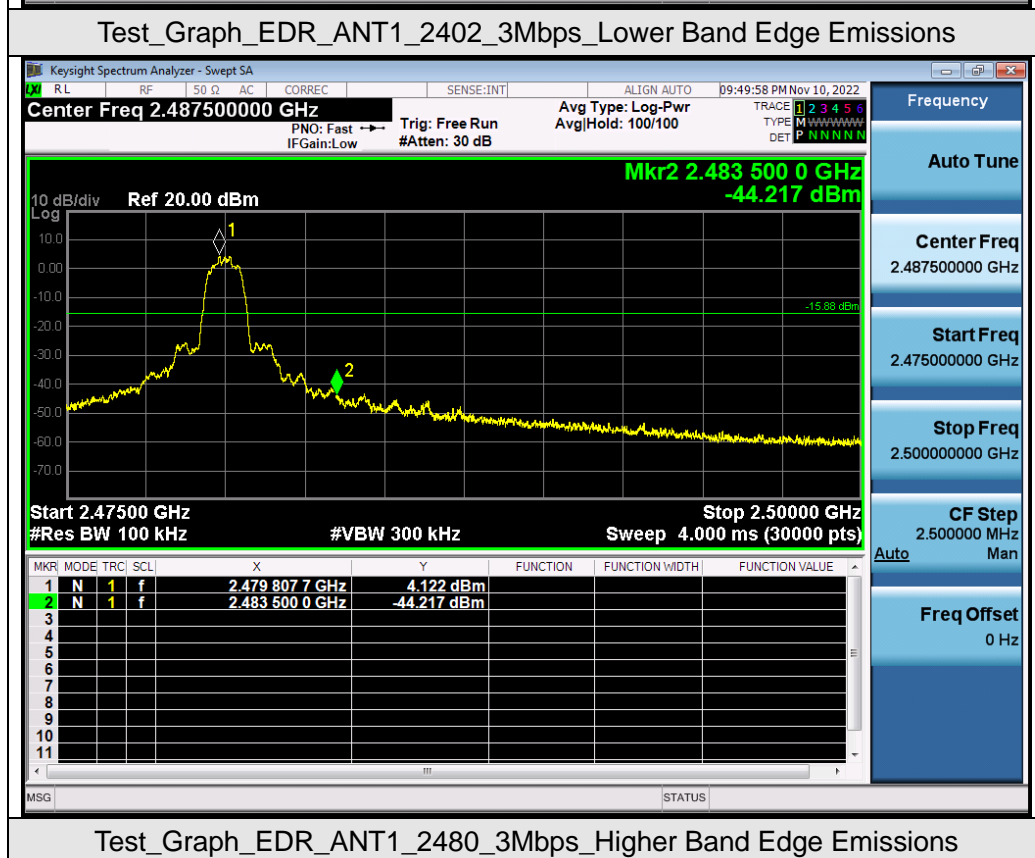 Test_Graph_EDR_ANT1_2402_3Mbps_Lower Band Edge Emissions
Keysight Spectrum Analyzer - Swept SA
LXI RL RF 50 Ω AC CORREC SENSE:INT ALIGN AUTO 09:49:58 PM Nov 10, 2022
Center Freq 2.487500000 GHz
PNO: Fast
IFGain:Low
Trig: Free Run
#Atten: 30 dB
Avg Type: Log-Pwr
Avg|Hold: 100/100
TRACE 1 2 3 4 5 6
TYPE M WWWWW
DET P N N N N N
Mkr2 2.483 500 0 GHz
-44.217 dBm
10 dB/div Ref 20.00 dBm
Log
10.0
0.00
-10.0
-20.0
-30.0
-40.0
-50.0
-60.0
-70.0
1
2
-15.88 dBm
Start 2.47500 GHz Stop 2.50000 GHz
#Res BW 100 kHz #VBW 300 kHz Sweep 4.000 ms (30000 pts)
MKR MODE TRC SCL X Y FUNCTION FUNCTION WIDTH FUNCTION VALUE
1 N 1 f 2.479 807 7 GHz 4.122 dBm
2 N 1 f 2.483 500 0 GHz -44.217 dBm
3
4
5
6
7
8
9
10
11
MSG STATUS
Frequency
Auto Tune
Center Freq
2.487500000 GHz
Start Freq
2.475000000 GHz
Stop Freq
2.500000000 GHz
CF Step
2.500000 MHz
Auto Man
Freq Offset
0 Hz
Test_Graph_EDR_ANT1_2480_3Mbps_Higher Band Edge Emissions